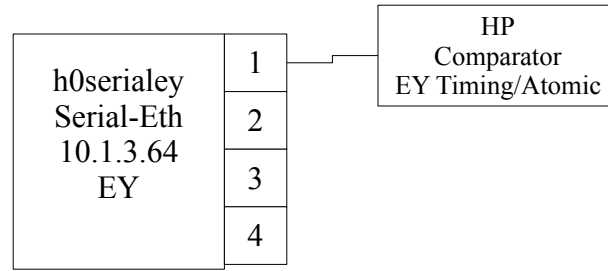 h0serialey
Serial-Eth
10.1.3.64
EY
1
2
3
4
HP
Comparator
EY Timing/Atomic